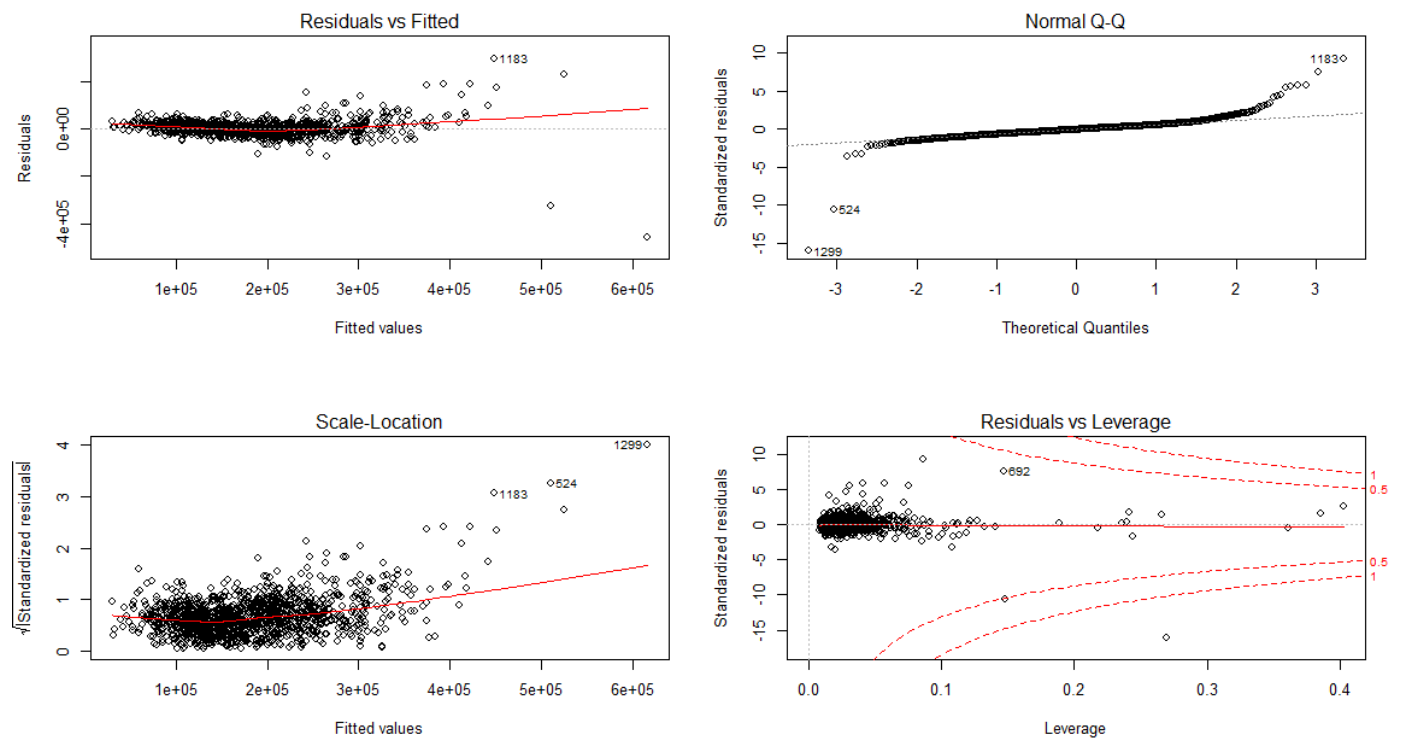 Residuals vs Fitted
Residuals
-4e+05
0e+00
1183
1e+05 2e+05 3e+05 4e+05 5e+05 6e+05
Fitted values
Normal Q-Q
Standardized residuals
10
5
0
-5
-10
-15
1183
524
1299
-3 -2 -1 0 1 2 3
Theoretical Quantiles
Scale-Location
√|Standardized residuals|
4
3
2
1
0
1299
524
1183
1e+05 2e+05 3e+05 4e+05 5e+05 6e+05
Fitted values
Residuals vs Leverage
Standardized residuals
10
5
0
-5
-10
-15
692
1
0.5
0.5
1
0.0 0.1 0.2 0.3 0.4
Leverage